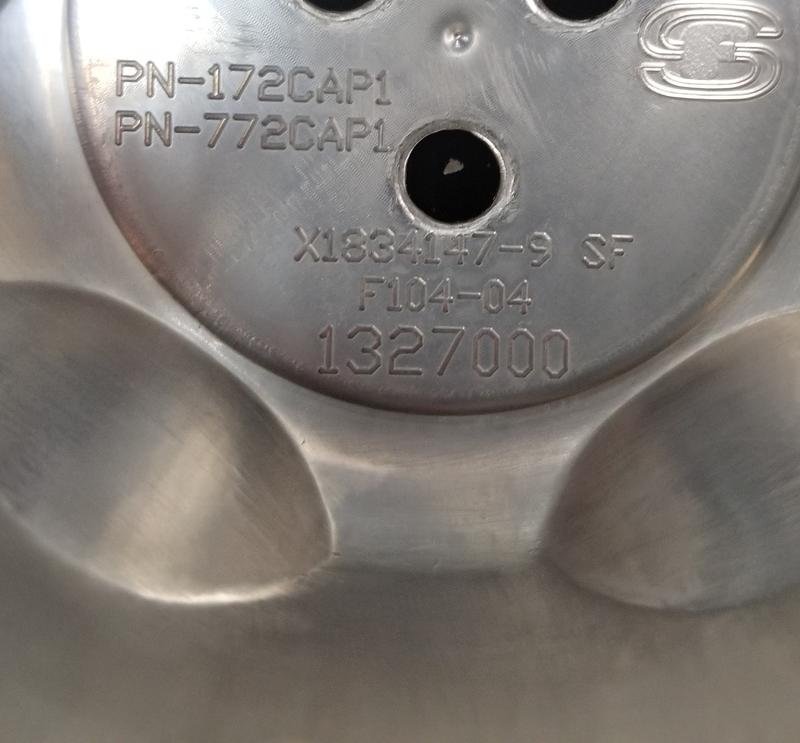 PN-172CAP1
PN-772CAP1
X1834147-9 SF
F104-04
1327000